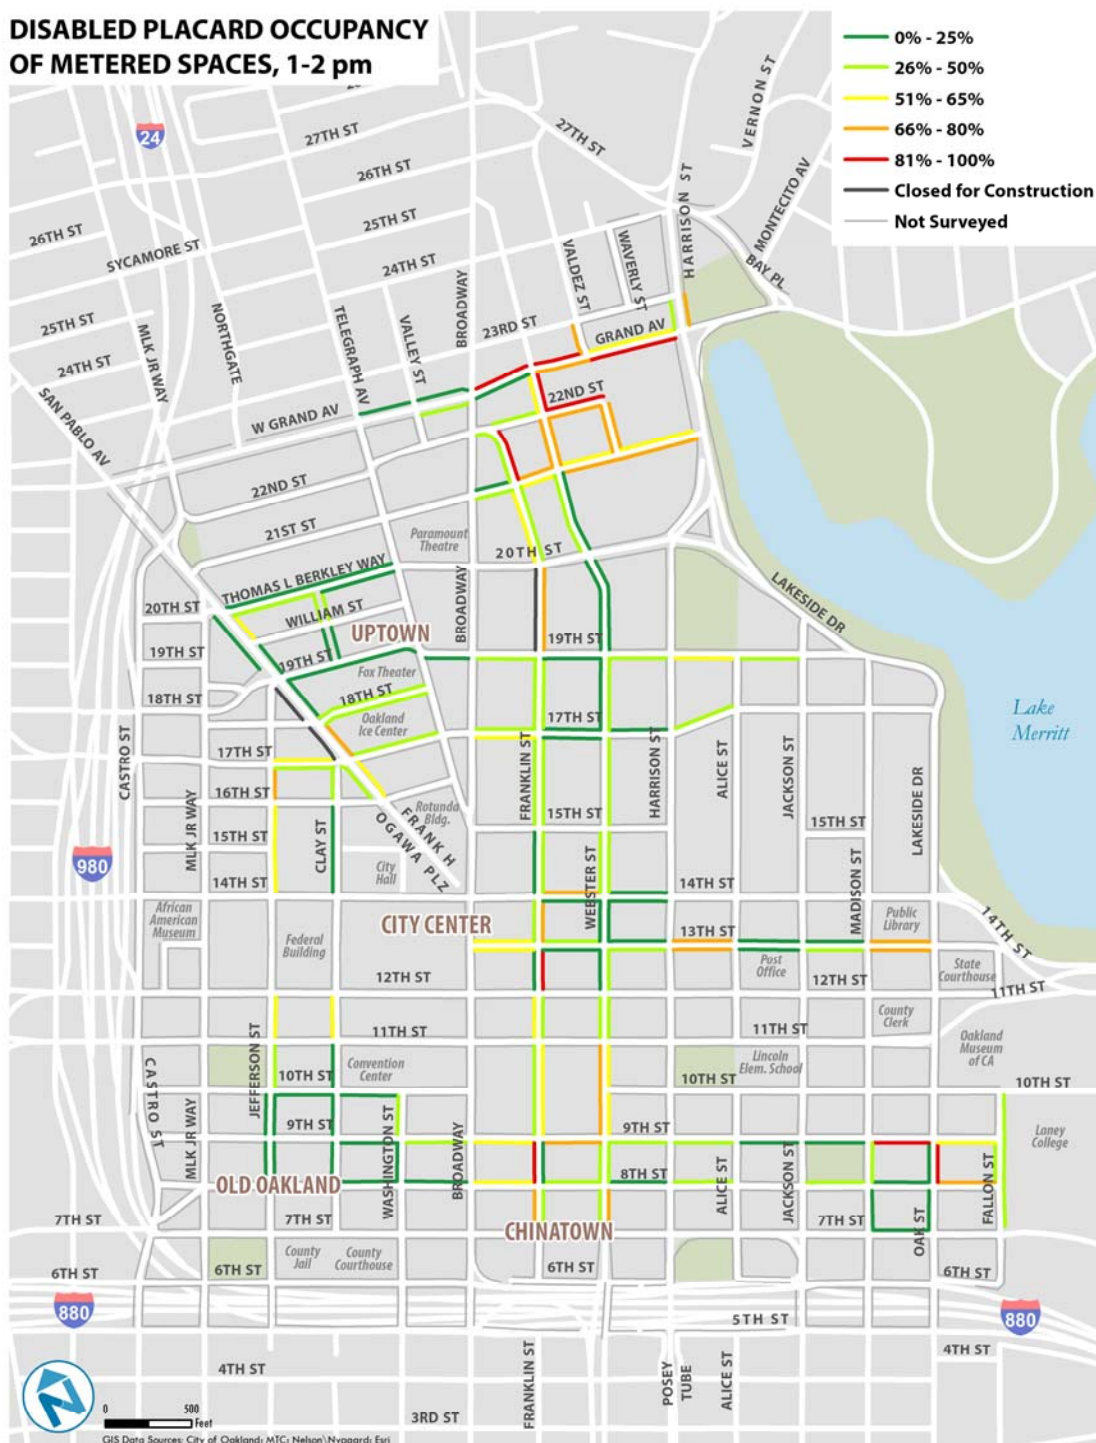 DISABLED PLACARD OCCUPANCY
OF METERED SPACES, 1-2 pm
0% - 25%
26% - 50%
51% - 65%
66% - 80%
81% - 100%
Closed for Construction
Not Surveyed
24
27TH ST
26TH ST
25TH ST
24TH ST
27TH ST
VERNON ST
HARRISON ST
MONTECITO AV
BAY PL
26TH ST
SYCAMORE ST
25TH ST
24TH ST
MLK JR WAY
NORTHGATE
TELEGRAPH AV
VALLEY ST
BROADWAY
23RD ST
VALDEZ ST
WAVERLY ST
GRAND AV
SAN PABLO AV
W GRAND AV
22ND ST
22ND ST
21ST ST
Paramount
Theatre
20TH ST
THOMAS L BERKLEY WAY
20TH ST
WILLIAM ST
UPTOWN
BROADWAY
LAKESIDE DR
19TH ST
19TH ST
19TH ST
Fox Theater
18TH ST
18TH ST
Oakland
Ice Center
17TH ST
17TH ST
Lake
Merritt
CASTRO ST
16TH ST
FRANKLIN ST
HARRISON ST
ALICE ST
JACKSON ST
LAKESIDE DR
Rotunda
Bldg.
FRANK H
OGAWA PLZ
MLK JR WAY
15TH ST
CLAY ST
15TH ST
15TH ST
980
City
Hall
WEBSTER ST
MADISON ST
14TH ST
14TH ST
14TH ST
African
American
Museum
CITY CENTER
Public
Library
13TH ST
Federal
Building
12TH ST
Post
Office
12TH ST
State
Courthouse
11TH ST
County
Clerk
11TH ST
11TH ST
Oakland
Museum
of CA
JEFFERSON ST
CASTRO ST
Convention
Center
Lincoln
Elem. School
10TH ST
10TH ST
10TH ST
MLK JR WAY
9TH ST
WASHINGTON ST
BROADWAY
9TH ST
Laney
College
OLD OAKLAND
8TH ST
ALICE ST
JACKSON ST
OAK ST
FALLON ST
7TH ST
7TH ST
7TH ST
CHINATOWN
County
Jail
County
Courthouse
6TH ST
6TH ST
6TH ST
6TH ST
880
880
5TH ST
4TH ST
4TH ST
FRANKLIN ST
POSEY
TUBE
ALICE ST
3RD ST
0 500
Feet
GIS Data Sources: City of Oakland; MTC; Nelson\Nygaard; Esri